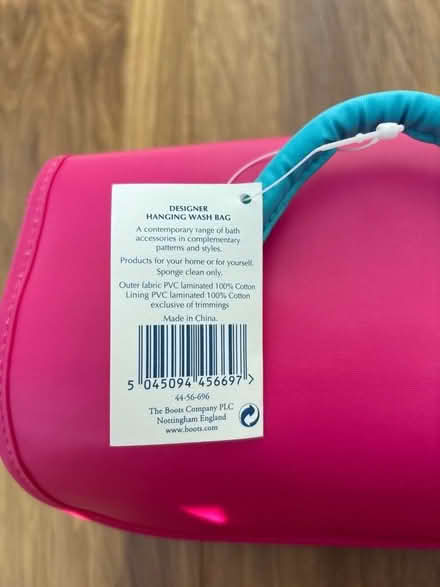 DESIGNER
HANGING WASH BAG
A contemporary range of bath
accessories in complementary
patterns and styles.
Products for your home or for yourself.
Sponge clean only.
Outer fabric PVC laminated 100% Cotton
Lining PVC laminated 100% Cotton
exclusive of trimmings
Made in China.
5 045094 456697 >
44-56-696
The Boots Company PLC
Nottingham England
www.boots.com